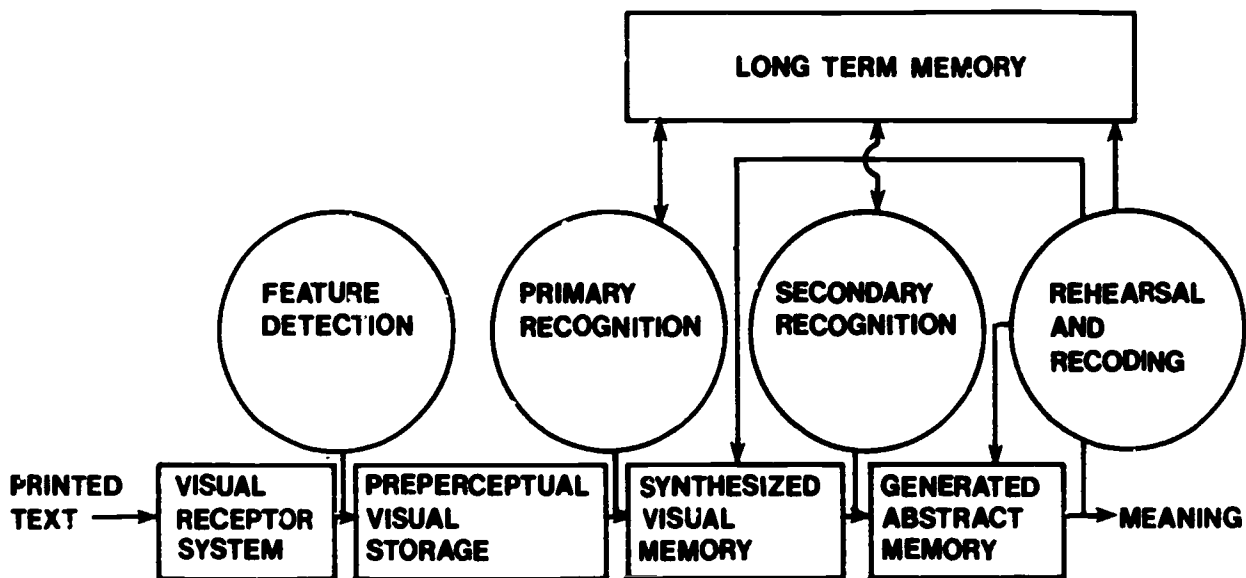 LONG TERM MEMORY
FEATURE
DETECTION
PRIMARY
RECOGNITION
SECONDARY
RECOGNITION
REHEARSAL
AND
RECODING
PRINTED
TEXT
VISUAL
RECEPTOR
SYSTEM
PREPERCEPTUAL
VISUAL
STORAGE
SYNTHESIZED
VISUAL
MEMORY
GENERATED
ABSTRACT
MEMORY
MEANING